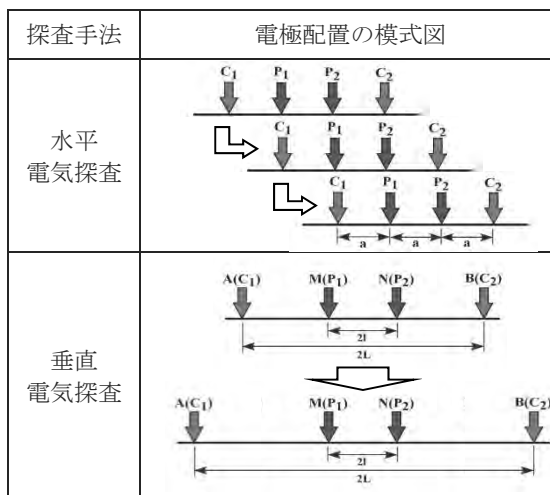 探査手法 電極配置の模式図
水平
電気探査
C1 P1 P2 C2
C1 P1 P2 C2
C1 P1 P2 C2
a a a
垂直
電気探査
A(C1) M(P1) N(P2) B(C2)
2l
2L
A(C1) M(P1) N(P2) B(C2)
2l
2L